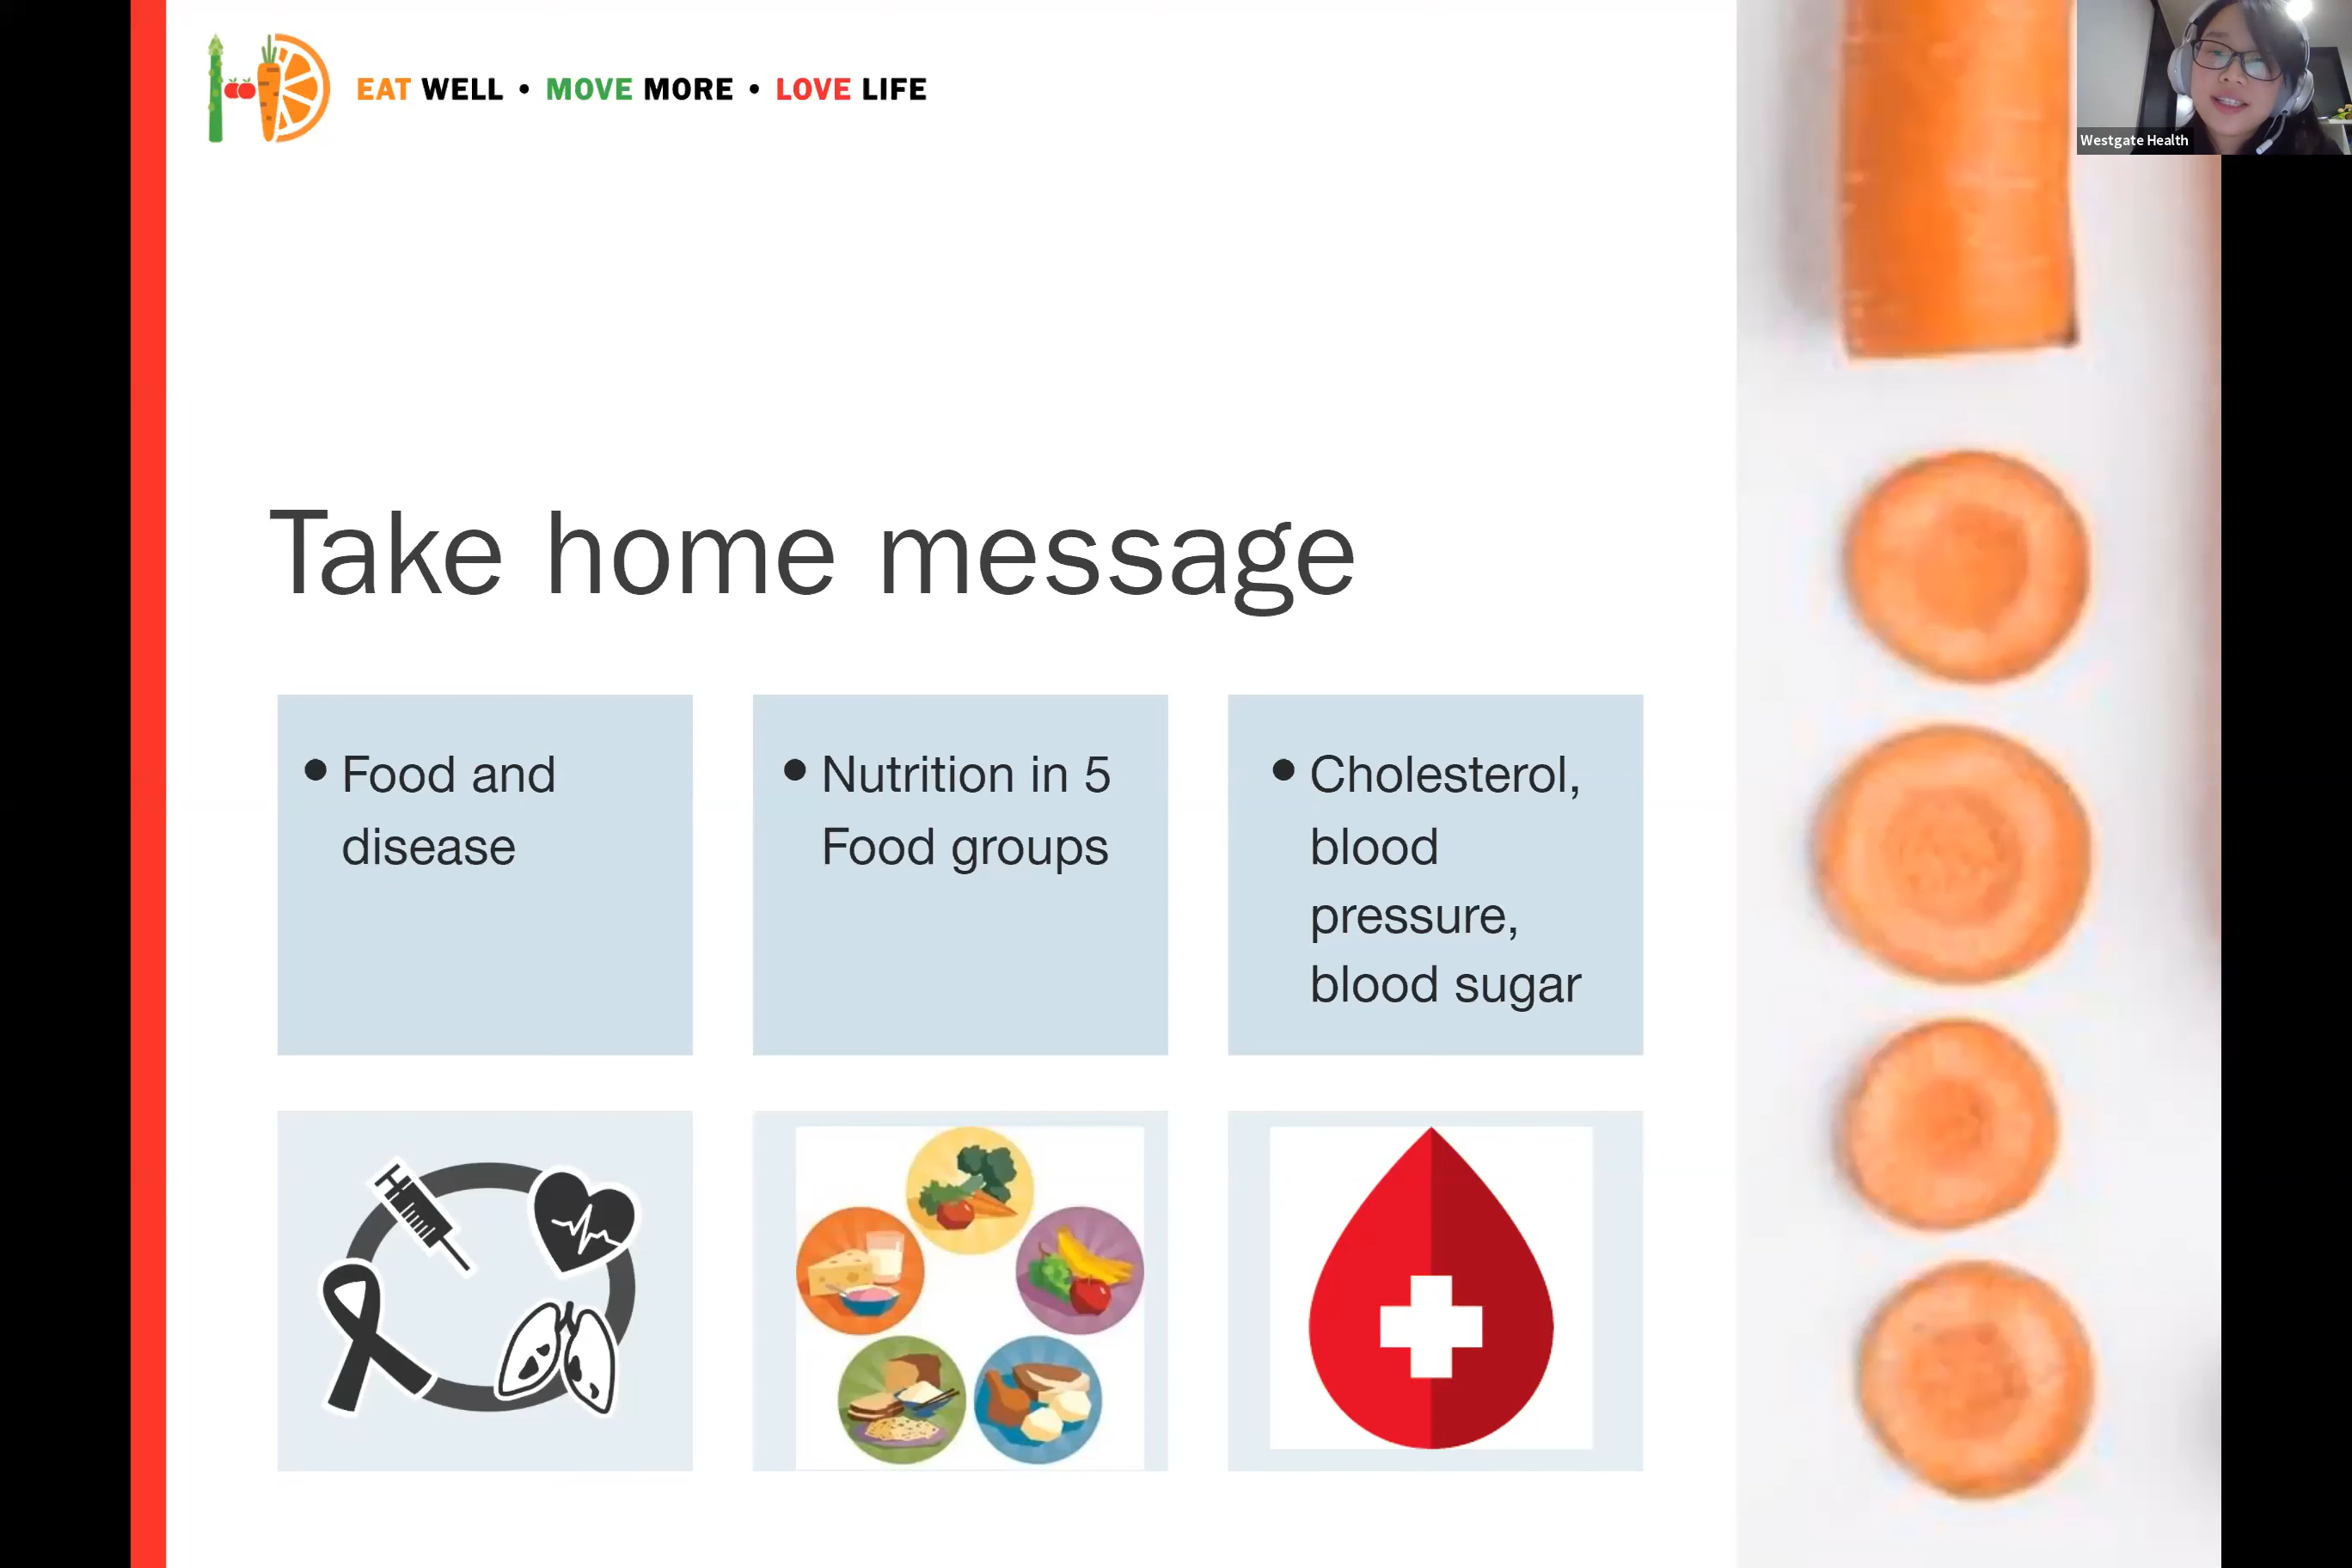 EAT WELL • MOVE MORE • LOVE LIFE
Westgate Health
Take home message
• Food and
disease
• Nutrition in 5
Food groups
• Cholesterol,
blood
pressure,
blood sugar